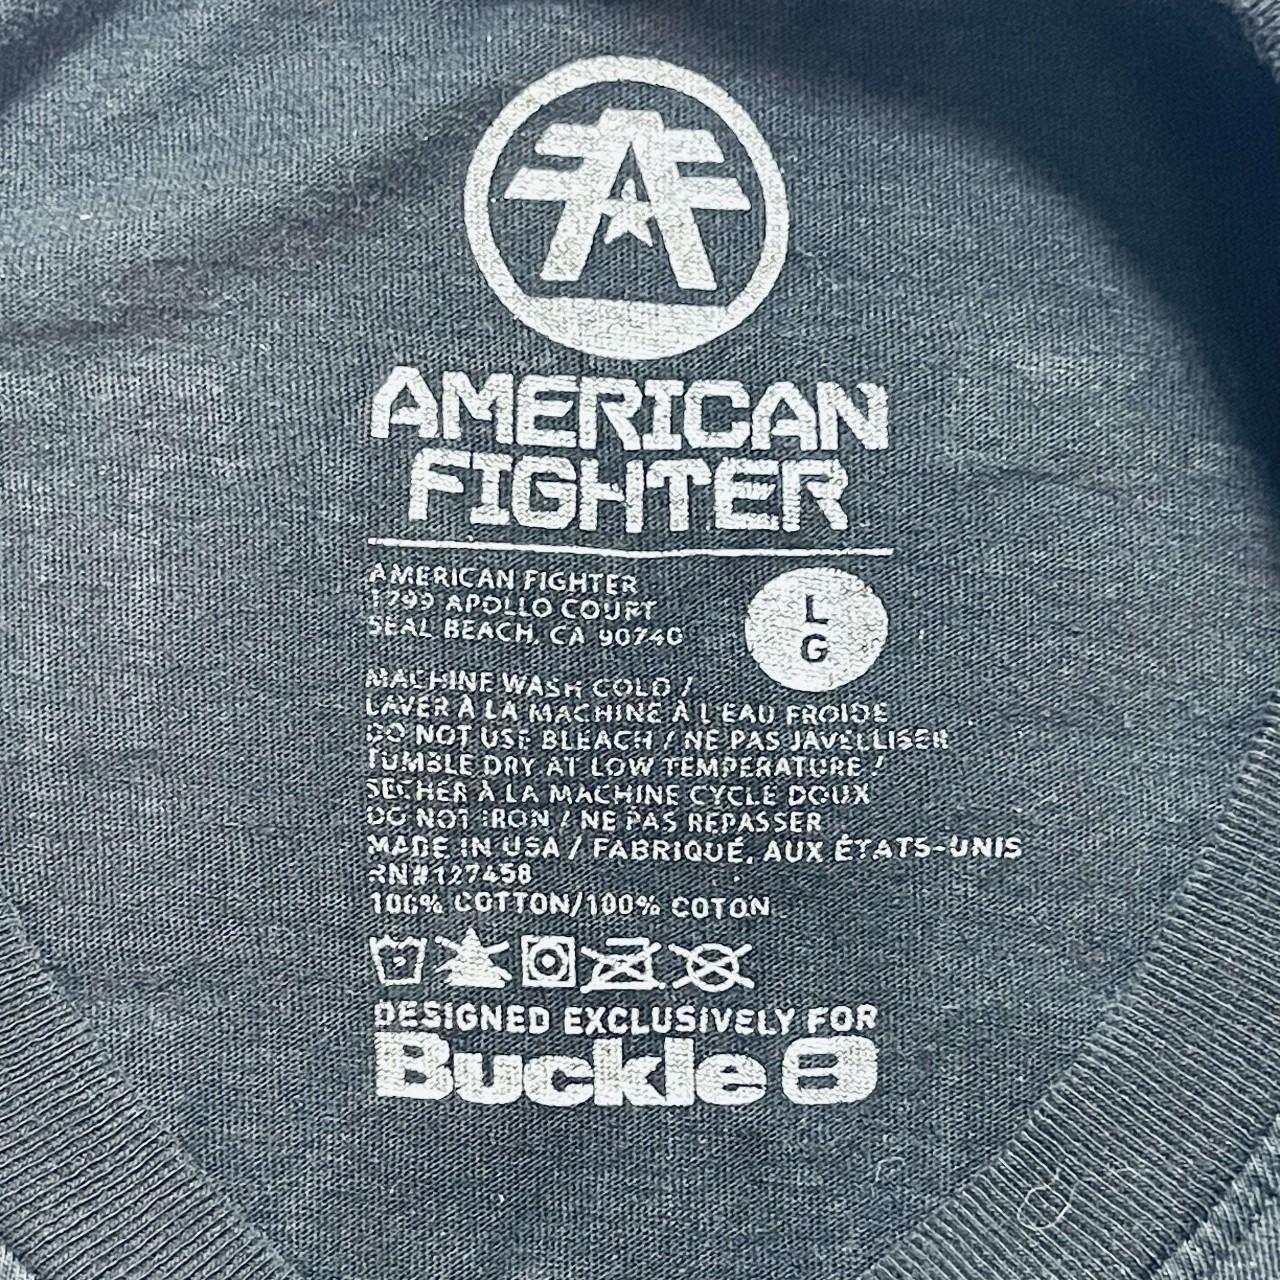 AMERICAN
FIGHTER
AMERICAN FIGHTER
1799 APOLLO COURT
SEAL BEACH, CA 90740
L
G
MACHINE WASH COLD /
LAVER À LA MACHINE À L'EAU FROIDE
DO NOT USE BLEACH / NE PAS JAVELLISER
TUMBLE DRY AT LOW TEMPERATURE /
SÉCHER À LA MACHINE CYCLE DOUX
DO NOT IRON / NE PAS REPASSER
MADE IN USA / FABRIQUÉ, AUX ÉTATS-UNIS
RN#127458
100% COTTON/100% COTON
DESIGNED EXCLUSIVELY FOR
Buckle B